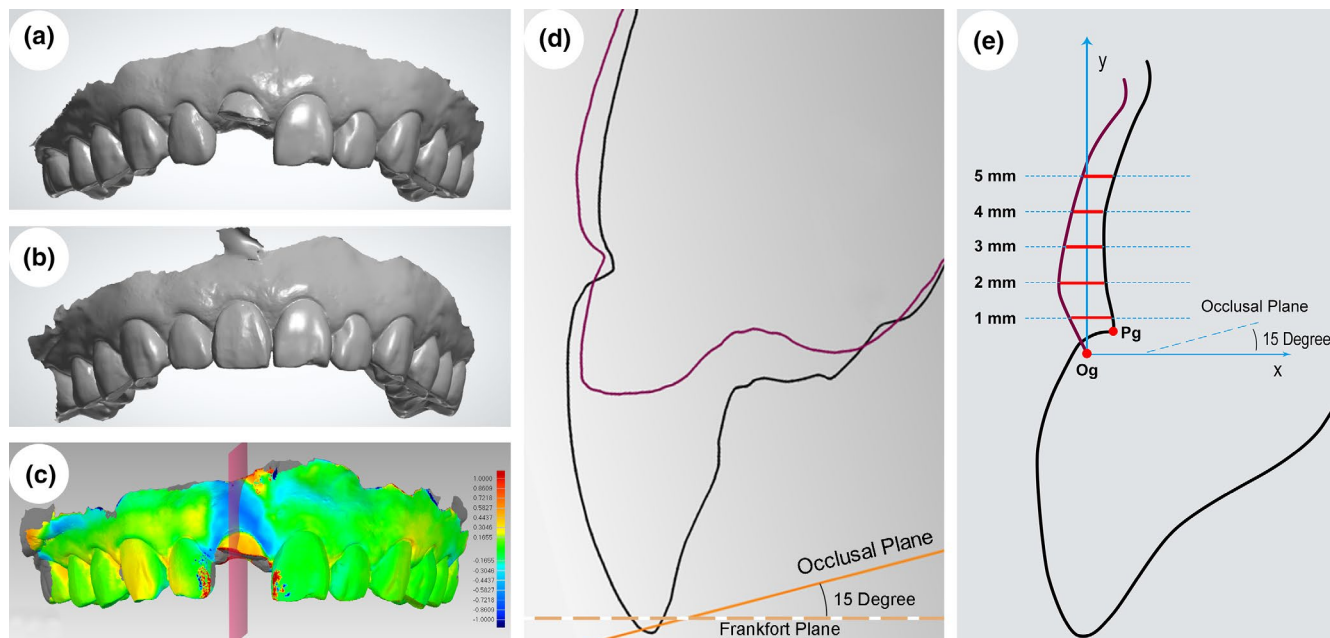 (a)
(b)
(c)
1.0000
0.8609
0.7218
0.5827
0.4437
0.3046
0.1655
-0.1655
-0.3046
-0.4437
-0.5827
-0.7218
-0.8609
-1.0000
(d)
Occlusal Plane
15 Degree
Frankfort Plane
(e)
y
5 mm
4 mm
3 mm
2 mm
1 mm
Occlusal Plane
Pg
15 Degree
Og
x